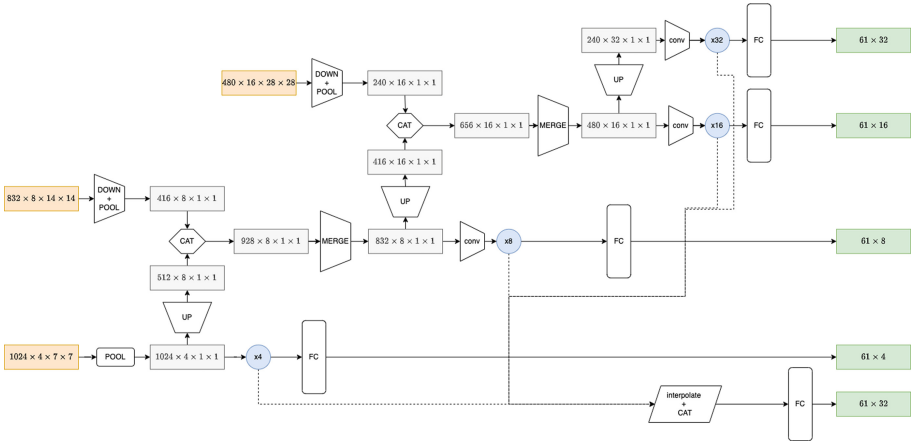 240 × 32 × 1 × 1
conv
x32
FC
61 × 32
480 × 16 × 28 × 28
DOWN
+
POOL
240 × 16 × 1 × 1
UP
CAT
656 × 16 × 1 × 1
MERGE
480 × 16 × 1 × 1
conv
x16
FC
61 × 16
416 × 16 × 1 × 1
832 × 8 × 14 × 14
DOWN
+
POOL
416 × 8 × 1 × 1
UP
CAT
928 × 8 × 1 × 1
MERGE
832 × 8 × 1 × 1
conv
x8
FC
61 × 8
512 × 8 × 1 × 1
UP
1024 × 4 × 7 × 7
POOL
1024 × 4 × 1 × 1
x4
FC
61 × 4
interpolate
+
CAT
FC
61 × 32